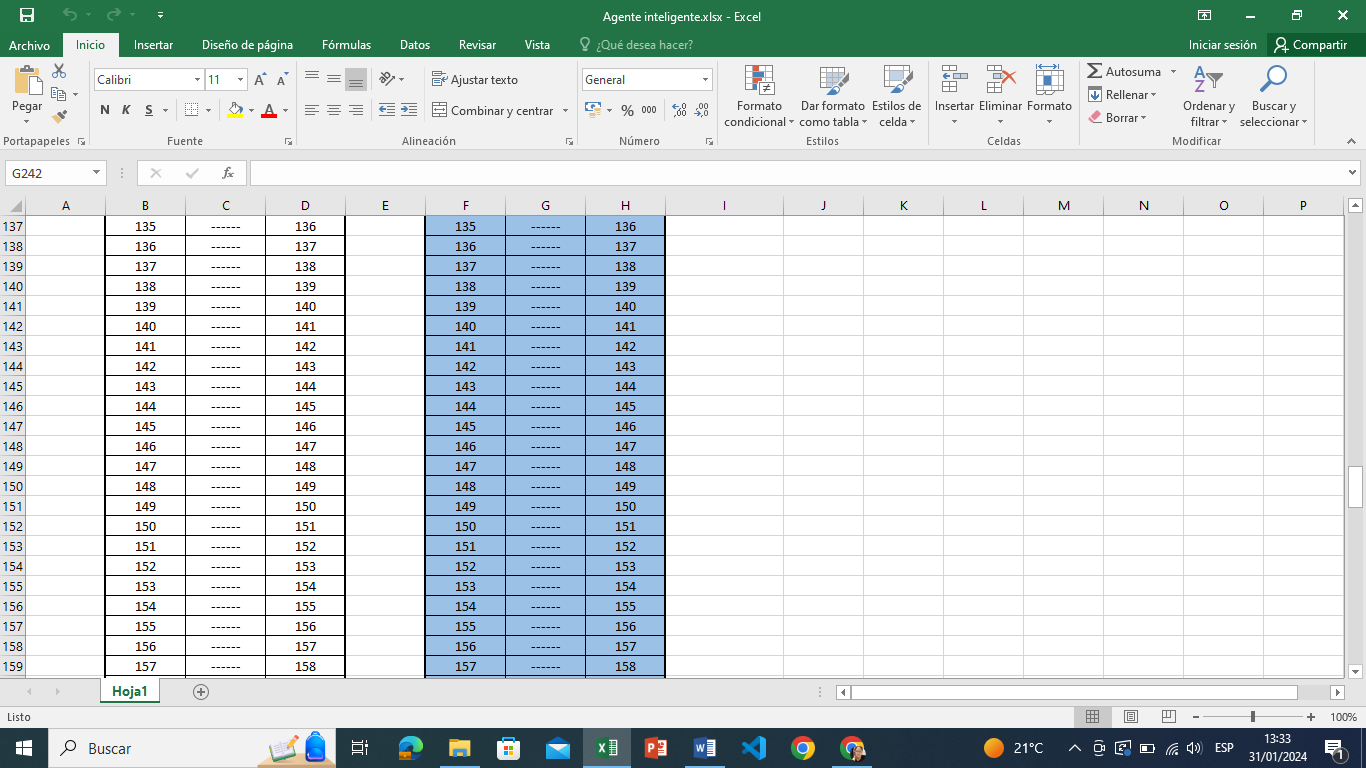 Agente inteligente.xlsx - Excel
Archivo Inicio Insertar Diseño de página Fórmulas Datos Revisar Vista ¿Qué desea hacer? Iniciar sesión Compartir
Calibri 11 Ajustar texto General Autosuma
Pegar N K S Combinar y centrar % 000 Formato condicional Dar formato como tabla Estilos de celda Insertar Eliminar Formato Rellenar Borrar Ordenar y filtrar Buscar y seleccionar
Portapapeles Fuente Alineación Número Estilos Celdas Modificar
G242 fx
A B C D E F G H I J K L M N O P
137 135 ------ 136 135 ------ 136
138 136 ------ 137 136 ------ 137
139 137 ------ 138 137 ------ 138
140 138 ------ 139 138 ------ 139
141 139 ------ 140 139 ------ 140
142 140 ------ 141 140 ------ 141
143 141 ------ 142 141 ------ 142
144 142 ------ 143 142 ------ 143
145 143 ------ 144 143 ------ 144
146 144 ------ 145 144 ------ 145
147 145 ------ 146 145 ------ 146
148 146 ------ 147 146 ------ 147
149 147 ------ 148 147 ------ 148
150 148 ------ 149 148 ------ 149
151 149 ------ 150 149 ------ 150
152 150 ------ 151 150 ------ 151
153 151 ------ 152 151 ------ 152
154 152 ------ 153 152 ------ 153
155 153 ------ 154 153 ------ 154
156 154 ------ 155 154 ------ 155
157 155 ------ 156 155 ------ 156
158 156 ------ 157 156 ------ 157
159 157 ------ 158 157 ------ 158
Hoja1
Listo 100%
Buscar 21°C ESP 13:33
31/01/2024 1